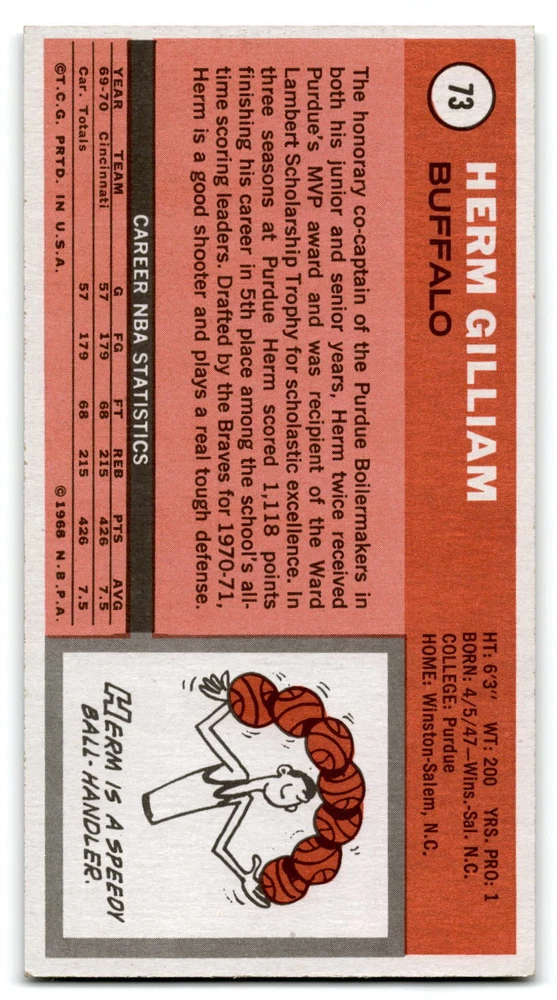 73
HERM GILLIAM
BUFFALO
HT: 6'3" WT: 200 YRS. PRO: 1
BORN: 4/5/47—Wins.-Sal. N.C.
COLLEGE: Purdue
HOME: Winston-Salem, N.C.
The honorary co-captain of the Purdue Boilermakers in
both his junior and senior years, Herm twice received
Purdue's MVP award and was recipient of the Ward
Lambert Scholarship Trophy for scholastic excellence. In
three seasons at Purdue Herm scored 1,118 points
finishing his career in 5th place among the school's all-
time scoring leaders. Drafted by the Braves for 1970-71,
Herm is a good shooter and plays a real tough defense.
CAREER NBA STATISTICS
YEAR TEAM G FG FT REB PTS AVG
69-70 Cincinnati 57 179 68 215 426 7.5
Car. Totals 57 179 68 215 426 7.5
©T.C.G. PRTD. IN U.S.A. ©1968 N.B.P.A.
HERM IS A SPEEDY
BALL-HANDLER.